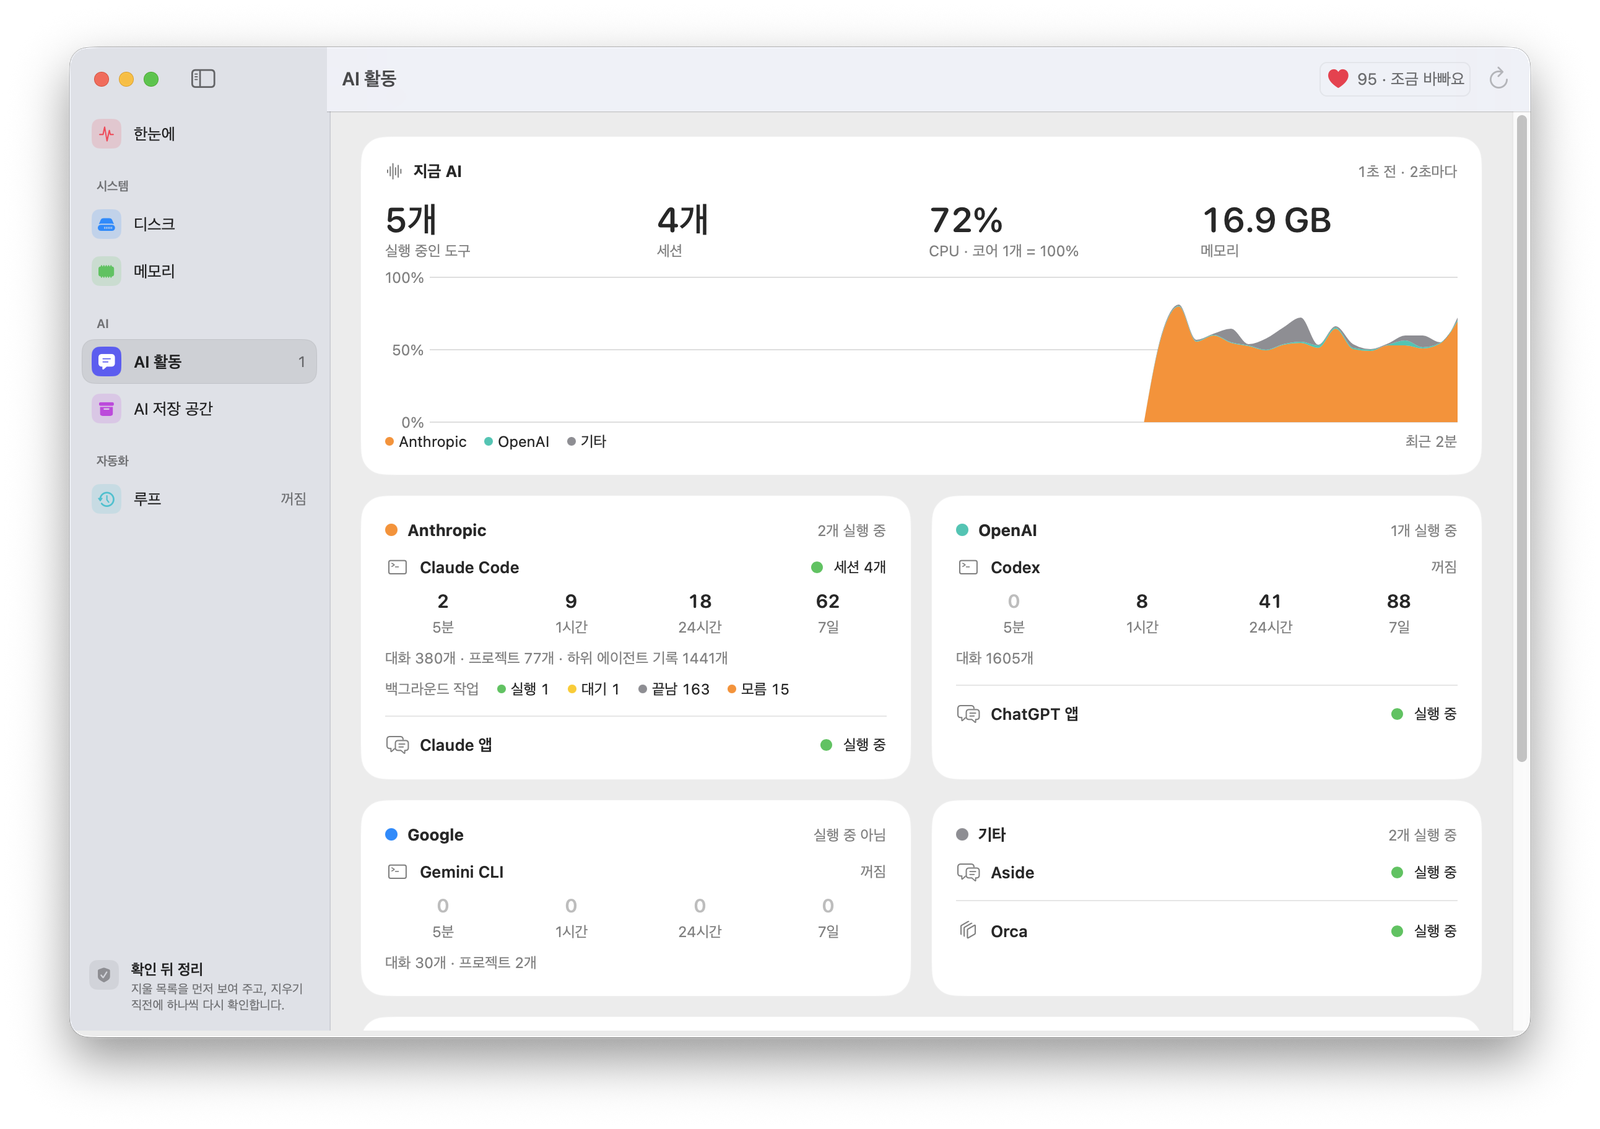 AI 활동
95 · 조금 바빠요
한눈에
시스템
디스크
메모리
AI
AI 활동 1
AI 저장 공간
자동화
루프 꺼짐
확인 뒤 정리
지울 목록을 먼저 보여 주고, 지우기
직전에 하나씩 다시 확인합니다.
지금 AI 1초 전 · 2초마다
5개 4개 72% 16.9 GB
실행 중인 도구 세션 CPU · 코어 1개 = 100% 메모리
100%
50%
0%
Anthropic OpenAI 기타 최근 2분
Anthropic 2개 실행 중
Claude Code 세션 4개
2 9 18 62
5분 1시간 24시간 7일
대화 380개 · 프로젝트 77개 · 하위 에이전트 기록 1441개
백그라운드 작업 실행 1 대기 1 끝남 163 모름 15
Claude 앱 실행 중
OpenAI 1개 실행 중
Codex 꺼짐
0 8 41 88
5분 1시간 24시간 7일
대화 1605개
ChatGPT 앱 실행 중
Google 실행 중 아님
Gemini CLI 꺼짐
0 0 0 0
5분 1시간 24시간 7일
대화 30개 · 프로젝트 2개
기타 2개 실행 중
Aside 실행 중
Orca 실행 중